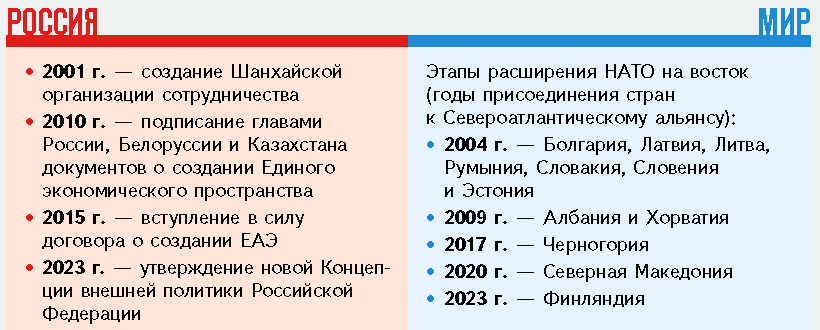 РОССИЯ
• 2001 г. — создание Шанхайской
организации сотрудничества
• 2010 г. — подписание главами
России, Белоруссии и Казахстана
документов о создании Единого
экономического пространства
• 2015 г. — вступление в силу
договора о создании ЕАЭ
• 2023 г. — утверждение новой Концеп-
ции внешней политики Российской
Федерации
МИР
Этапы расширения НАТО на восток
(годы присоединения стран
к Североатлантическому альянсу):
• 2004 г. — Болгария, Латвия, Литва,
Румыния, Словакия, Словения
и Эстония
• 2009 г. — Албания и Хорватия
• 2017 г. — Черногория
• 2020 г. — Северная Македония
• 2023 г. — Финляндия